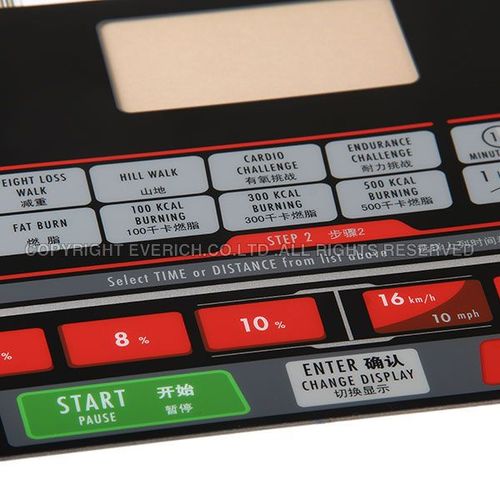 EIGHT LOSS
WALK
减重
HILL WALK
山地
CARDIO
CHALLENGE
有氧挑战
ENDURANCE
CHALLENGE
耐力挑战
MINUT
FAT BURN
燃 脂
100 KCAL
BURNING
100千卡燃脂
300 KCAL
BURNING
300千卡燃脂
500 KCAL
BURNING
500千卡燃脂
1
COPYRIGHT EVERICH.CO.LTD. ALL RIGHTS RESERVED
STEP 2 步骤2
Select TIME or DISTANCE from list above
%
8 %
10 %
16 km/h
10 mph
START 开始
PAUSE 暂停
ENTER 确认
CHANGE DISPLAY
切换显示